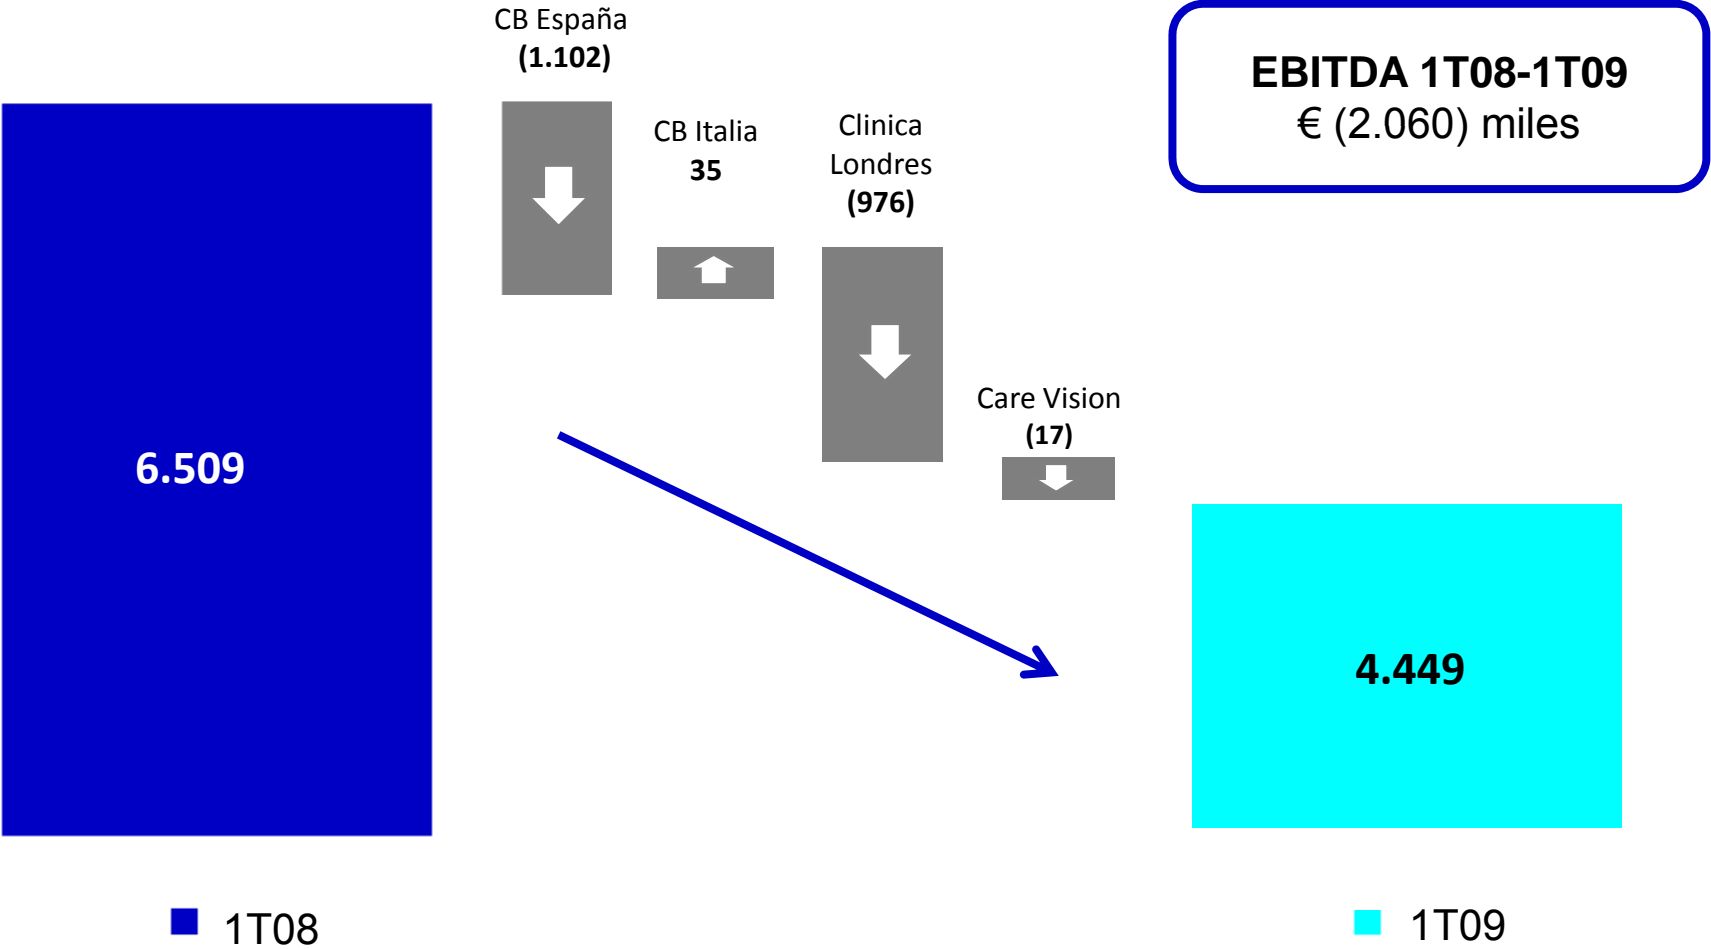 CB España
(1.102)
EBITDA 1T08-1T09
€ (2.060) miles
CB Italia
35
Clinica
Londres
(976)
Care Vision
(17)
6.509
4.449
1T08
1T09